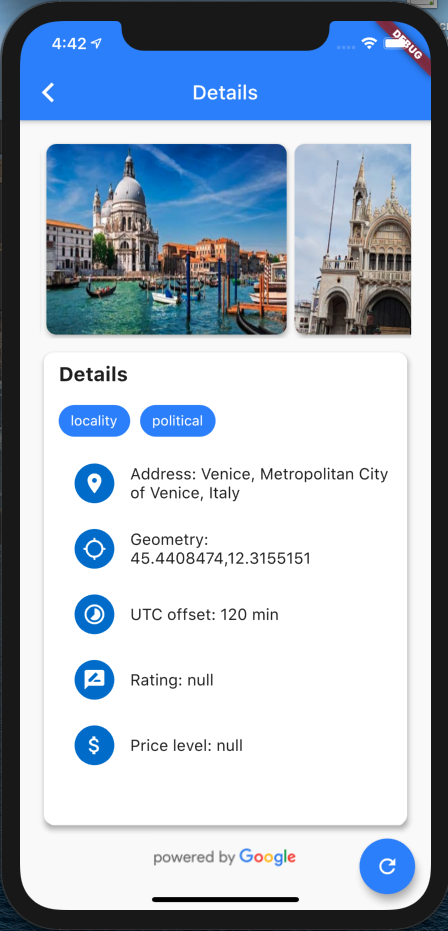 4:42
DEBUG
Details
Details
locality political
Address: Venice, Metropolitan City
of Venice, Italy
Geometry:
45.4408474,12.3155151
UTC offset: 120 min
Rating: null
Price level: null
powered by Google